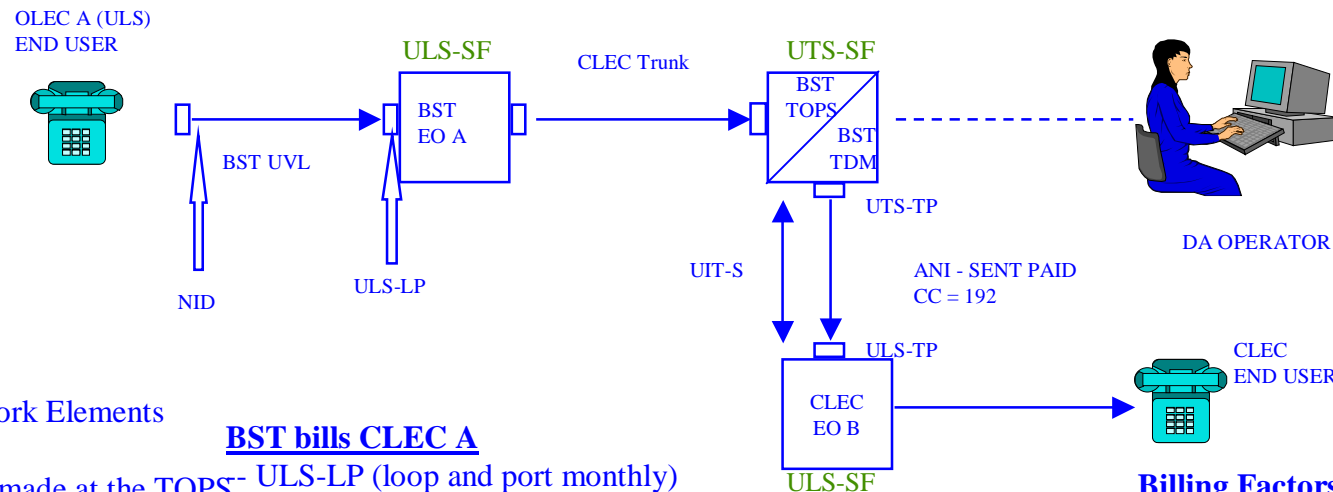 OLEC A (ULS)
END USER
ULS-SF
CLEC Trunk
UTS-SF
BST
EO A
BST
TOPS
BST
TDM
BST UVL
NID
ULS-LP
UTS-TP
DA OPERATOR
UIT-S
ANI - SENT PAID
CC = 192
ULS-TP
CLEC
END USER
CLEC
EO B
ULS-SF
ork Elements
BST bills CLEC A
made at the TOPS
-- ULS-LP (loop and port monthly)
Billing Factors